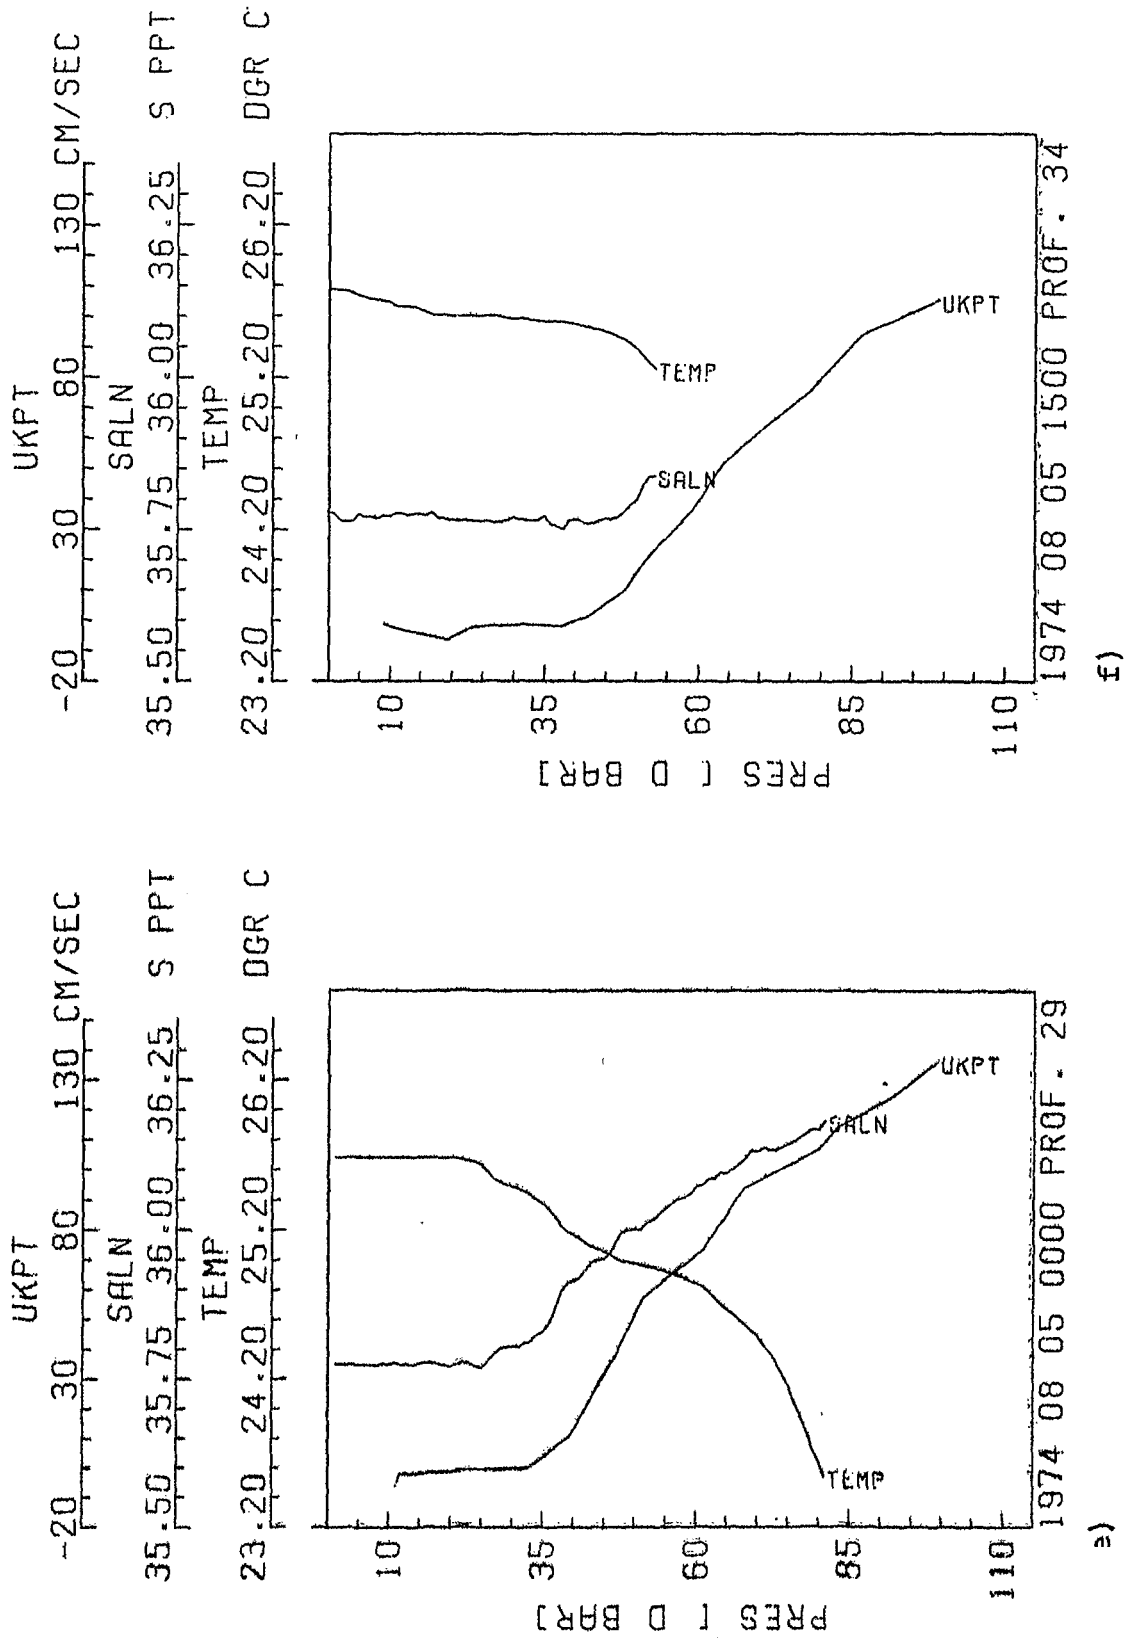 UKPT
-20 30 80 130 CM/SEC
SALN
35.50 35.75 36.00 36.25 S PPT
TEMP
23.20 24.20 25.20 26.20 DGR C
10
35
60
85
110
PRES [ D BAR]
UKPT
SALN
TEMP
1974 08 05 0000 PROF. 29
e)
UKPT
-20 30 80 130 CM/SEC
SALN
35.50 35.75 36.00 36.25 S PPT
TEMP
23.20 24.20 25.20 26.20 DGR C
10
35
60
85
110
PRES [ D BAR]
UKPT
TEMP
SALN
1974 08 05 1500 PROF. 34
f)